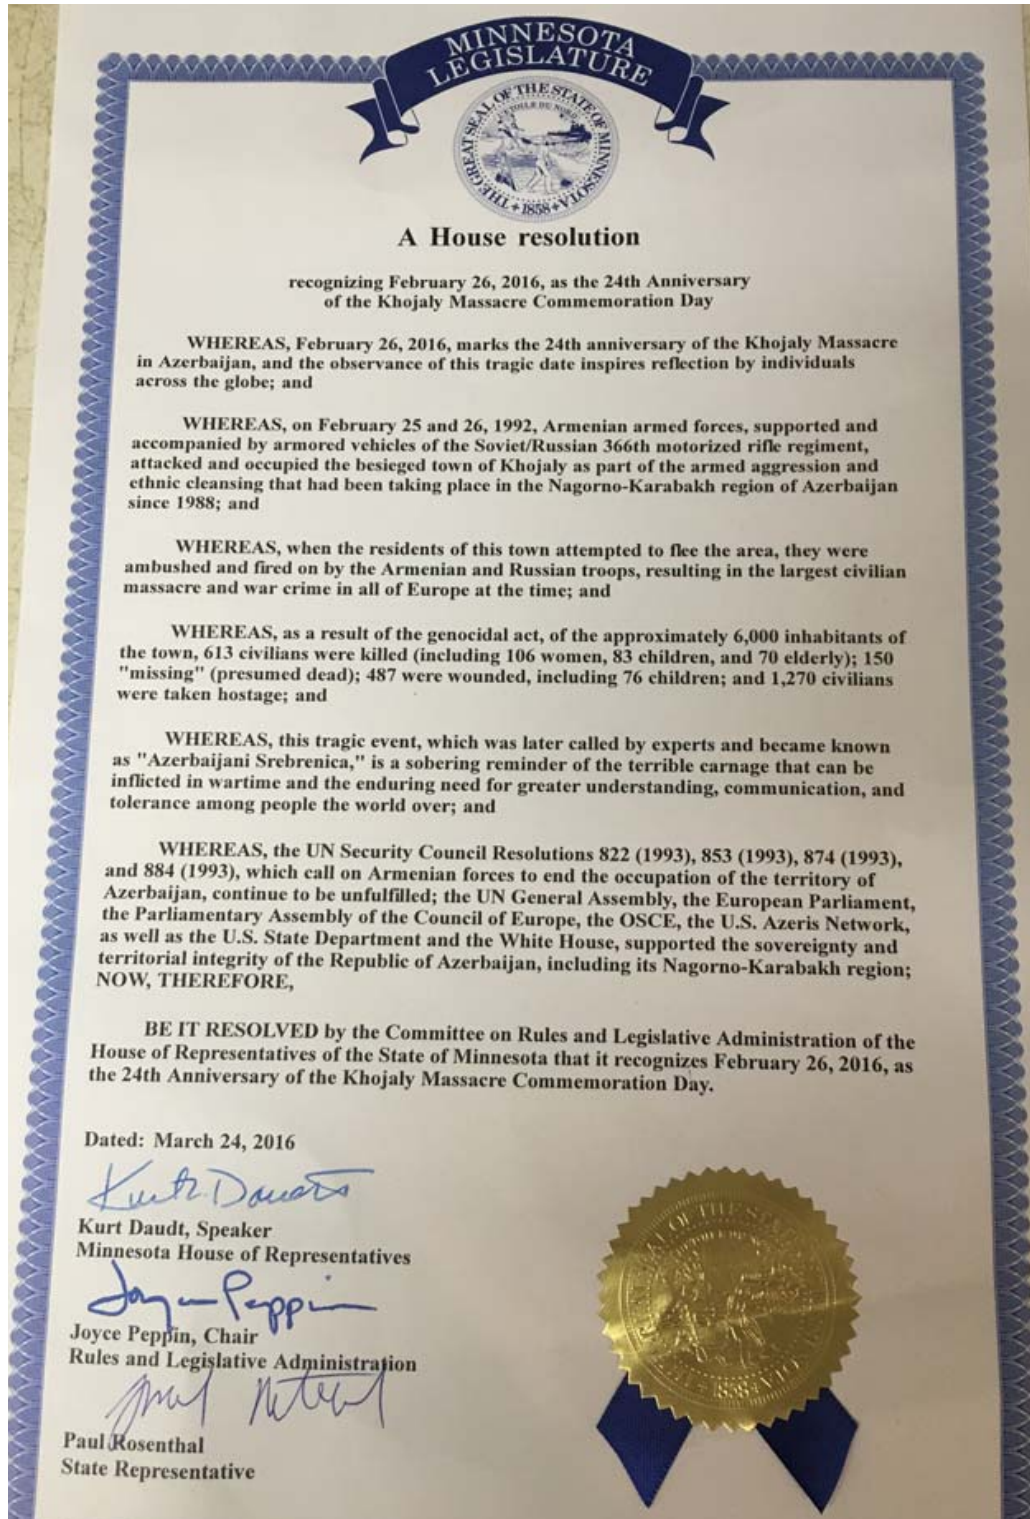 MINNESOTA
LEGISLATURE
THE GREAT SEAL OF THE STATE OF MINNESOTA
L'ETOILE DU NORD
1858
A House resolution
recognizing February 26, 2016, as the 24th Anniversary
of the Khojaly Massacre Commemoration Day
WHEREAS, February 26, 2016, marks the 24th anniversary of the Khojaly Massacre
in Azerbaijan, and the observance of this tragic date inspires reflection by individuals
across the globe; and
WHEREAS, on February 25 and 26, 1992, Armenian armed forces, supported and
accompanied by armored vehicles of the Soviet/Russian 366th motorized rifle regiment,
attacked and occupied the besieged town of Khojaly as part of the armed aggression and
ethnic cleansing that had been taking place in the Nagorno-Karabakh region of Azerbaijan
since 1988; and
WHEREAS, when the residents of this town attempted to flee the area, they were
ambushed and fired on by the Armenian and Russian troops, resulting in the largest civilian
massacre and war crime in all of Europe at the time; and
WHEREAS, as a result of the genocidal act, of the approximately 6,000 inhabitants of
the town, 613 civilians were killed (including 106 women, 83 children, and 70 elderly); 150
"missing" (presumed dead); 487 were wounded, including 76 children; and 1,270 civilians
were taken hostage; and
WHEREAS, this tragic event, which was later called by experts and became known
as "Azerbaijani Srebrenica," is a sobering reminder of the terrible carnage that can be
inflicted in wartime and the enduring need for greater understanding, communication, and
tolerance among people the world over; and
WHEREAS, the UN Security Council Resolutions 822 (1993), 853 (1993), 874 (1993),
and 884 (1993), which call on Armenian forces to end the occupation of the territory of
Azerbaijan, continue to be unfulfilled; the UN General Assembly, the European Parliament,
the Parliamentary Assembly of the Council of Europe, the OSCE, the U.S. Azeris Network,
as well as the U.S. State Department and the White House, supported the sovereignty and
territorial integrity of the Republic of Azerbaijan, including its Nagorno-Karabakh region;
NOW, THEREFORE,
BE IT RESOLVED by the Committee on Rules and Legislative Administration of the
House of Representatives of the State of Minnesota that it recognizes February 26, 2016, as
the 24th Anniversary of the Khojaly Massacre Commemoration Day.
Dated: March 24, 2016
Kurt Daudt, Speaker
Minnesota House of Representatives
Joyce Peppin
Joyce Peppin, Chair
Rules and Legislative Administration
Paul Rosenthal
State Representative
OF THE STATE
1858